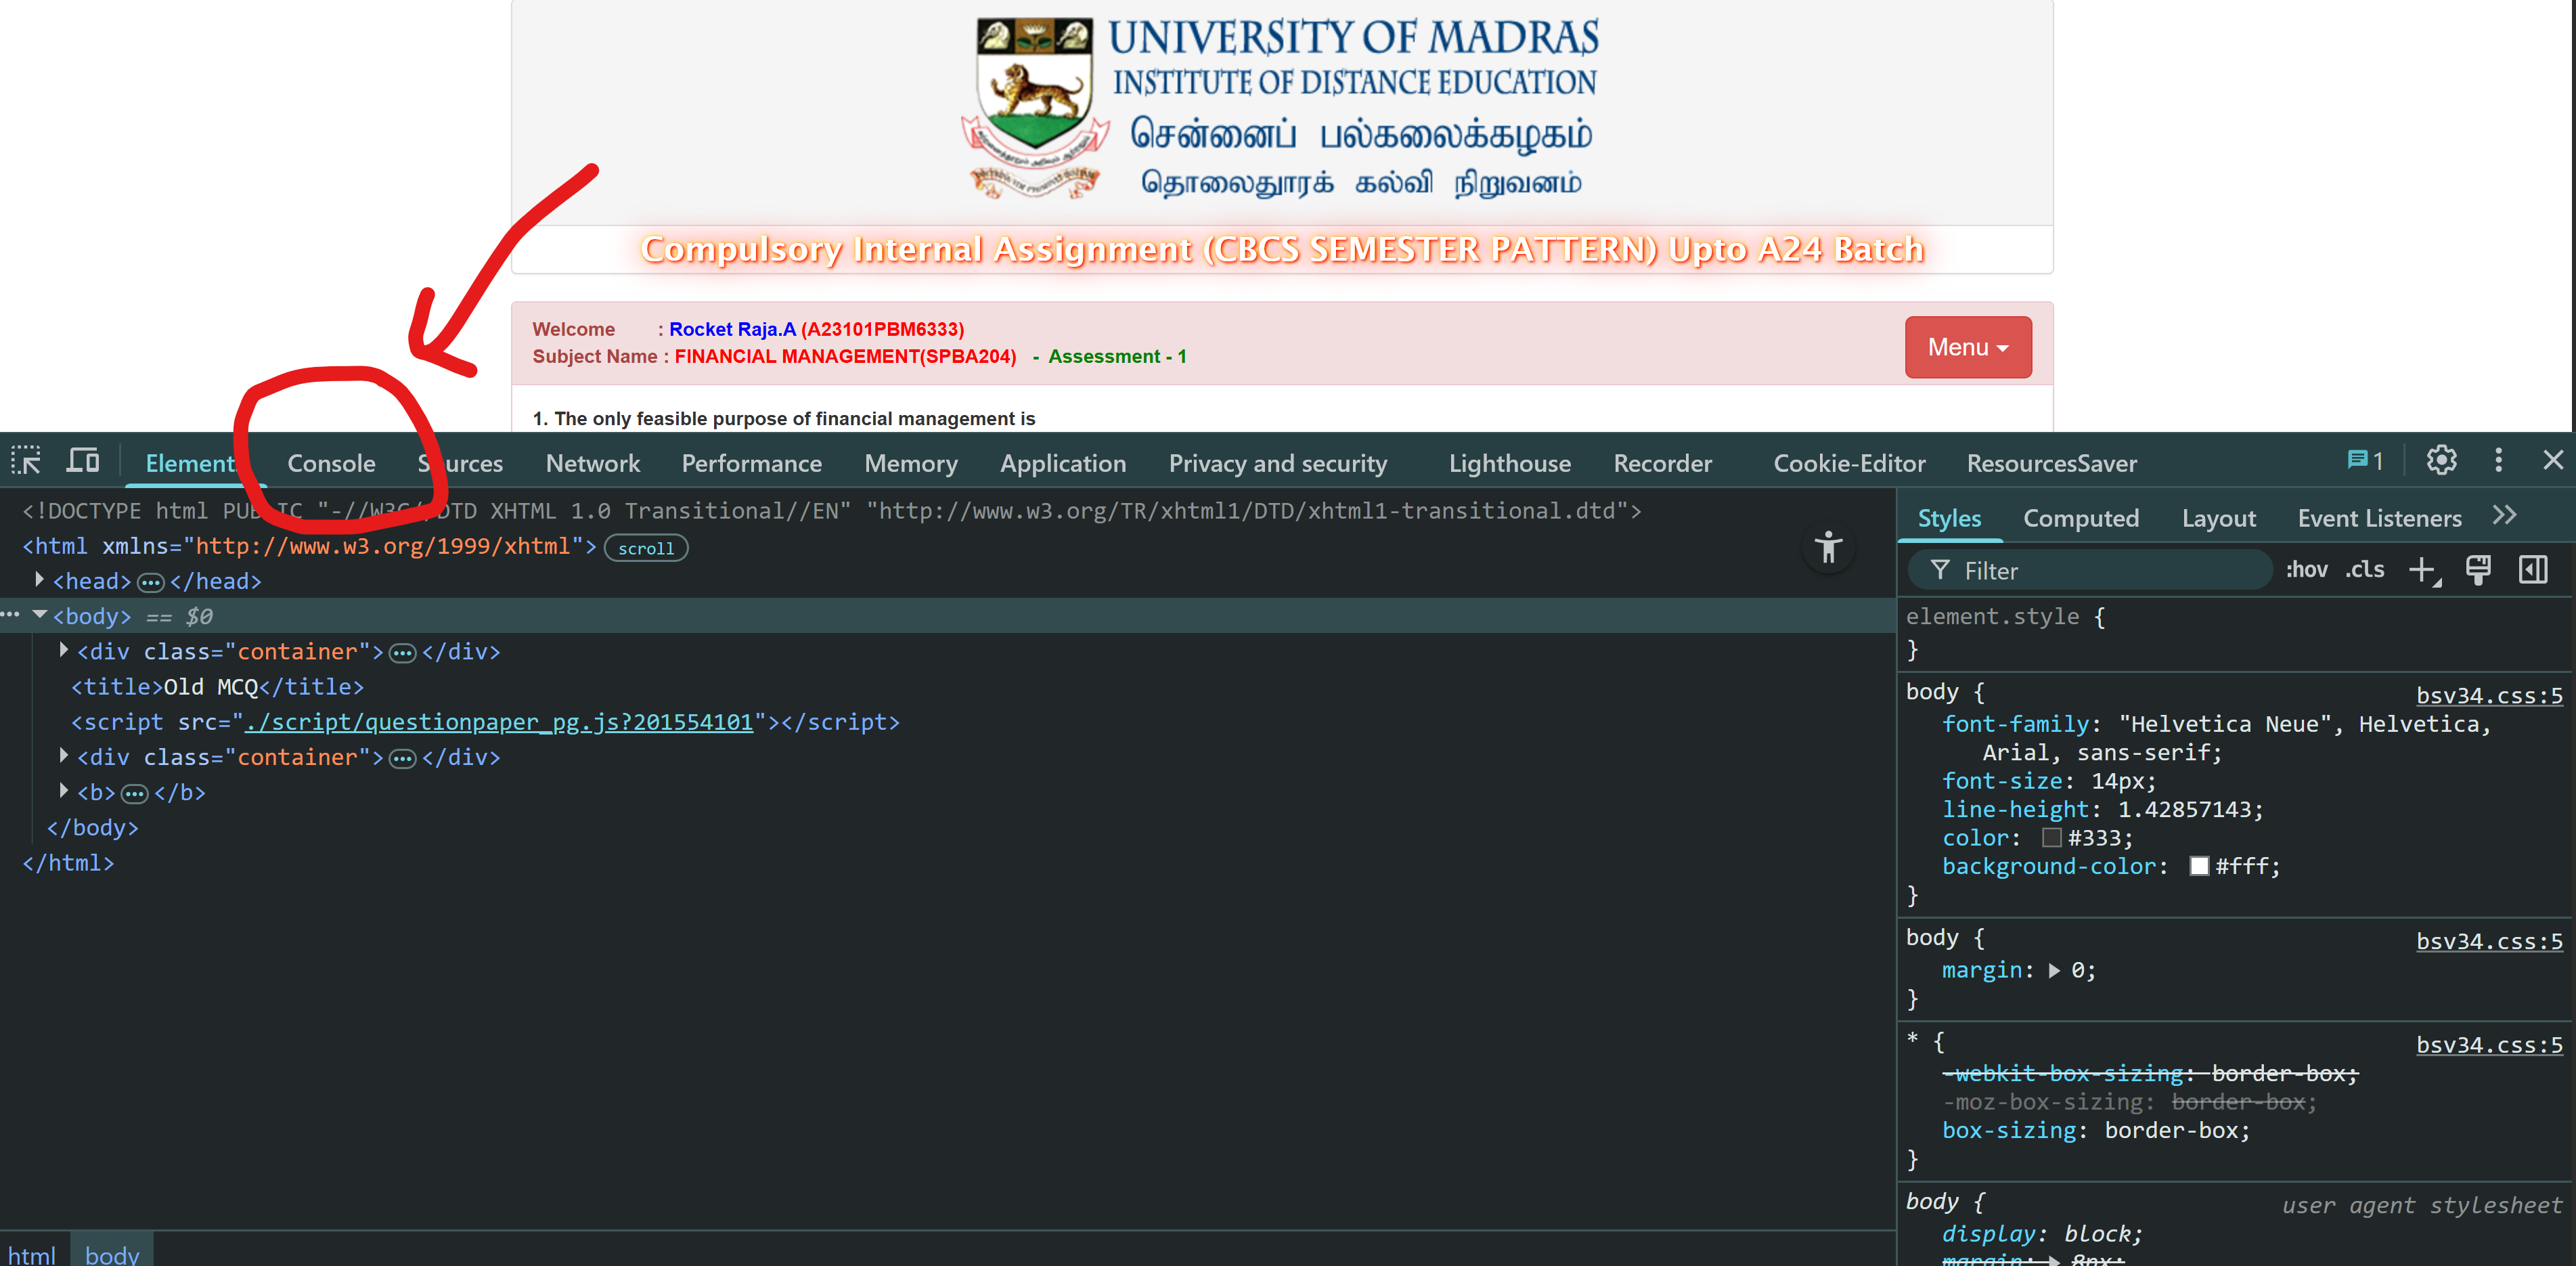 UNIVERSITY OF MADRAS
INSTITUTE OF DISTANCE EDUCATION
சென்னைப் பல்கலைக்கழகம்
தொலைதூரக் கல்வி நிறுவனம்
Compulsory Internal Assignment (CBCS SEMESTER PATTERN) Upto A24 Batch
Welcome : Rocket Raja.A (A23101PBM6333)
Menu
Subject Name : FINANCIAL MANAGEMENT(SPBA204) - Assessment - 1
1. The only feasible purpose of financial management is
Elements Console Sources Network Performance Memory Application Privacy and security Lighthouse Recorder Cookie-Editor ResourcesSaver 1
<!DOCTYPE html PUBLIC "-//W3C//DTD XHTML 1.0 Transitional//EN" "http://www.w3.org/TR/xhtml1/DTD/xhtml1-transitional.dtd">
<html xmlns="http://www.w3.org/1999/xhtml"> scroll
<head>…</head>
<body> == $0
<div class="container">…</div>
<title>Old MCQ</title>
<script src="./script/questionpaper_pg.js?201554101"></script>
<div class="container">…</div>
<b>…</b>
</body>
</html>
html body
Styles Computed Layout Event Listeners
Filter :hov .cls
element.style {
}
body { bsv34.css:5
font-family: "Helvetica Neue", Helvetica,
Arial, sans-serif;
font-size: 14px;
line-height: 1.42857143;
color: #333;
background-color: #fff;
}
body { bsv34.css:5
margin: 0;
}
* { bsv34.css:5
-webkit-box-sizing: border-box;
-moz-box-sizing: border-box;
box-sizing: border-box;
}
body { user agent stylesheet
display: block;
margin: 8px;